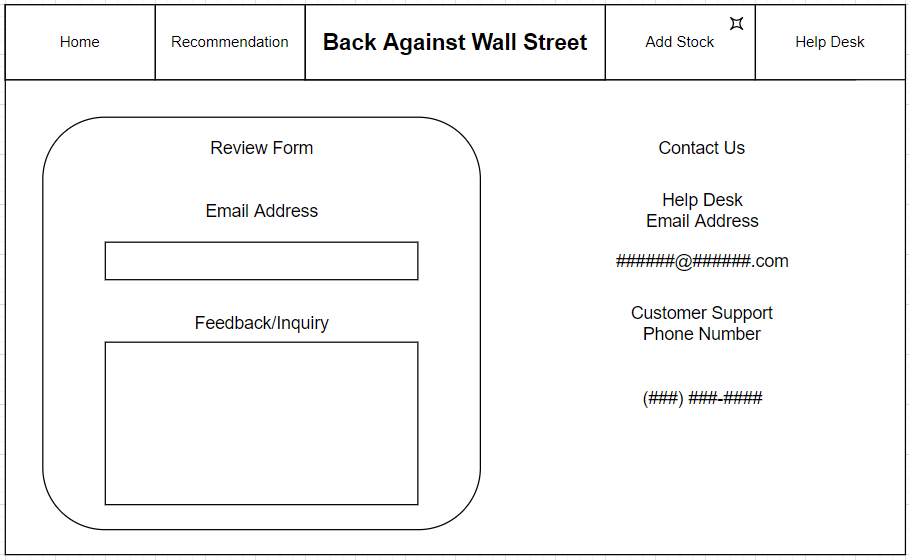 Home
Recommendation
Back Against Wall Street
Add Stock
Help Desk
Review Form
Email Address
Feedback/Inquiry
Contact Us
Help Desk
Email Address
######@######.com
Customer Support
Phone Number
(###) ###-####